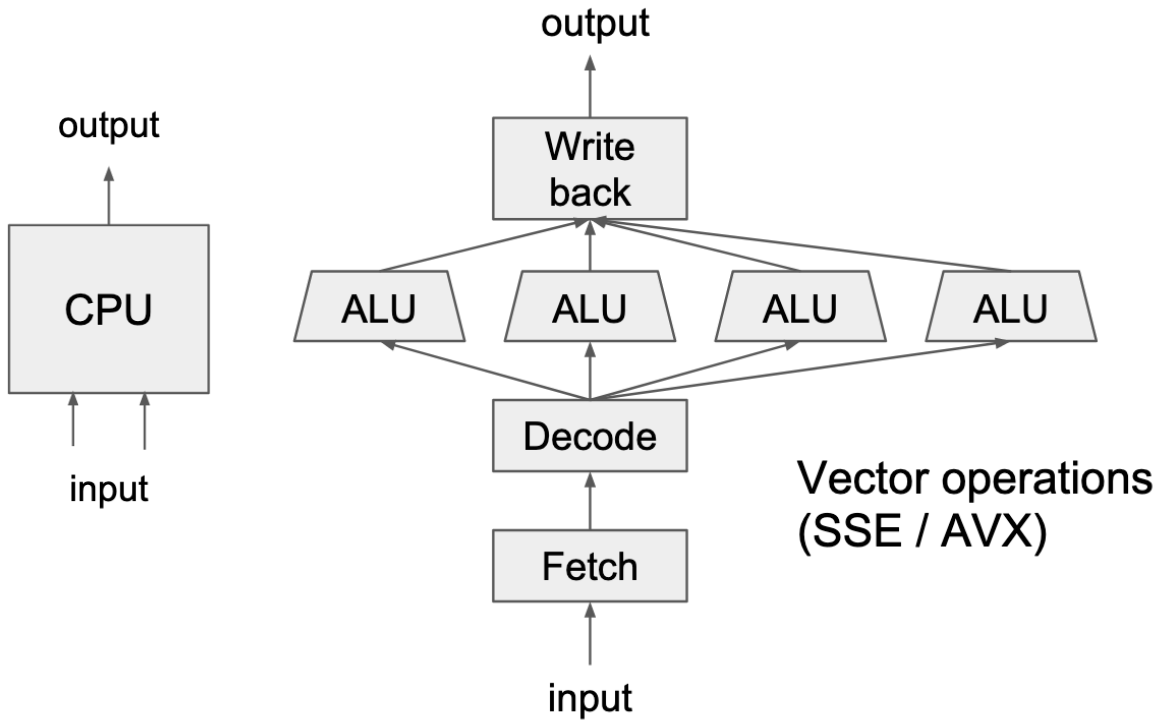 output
CPU
input
output
Write
back
ALU
ALU
ALU
ALU
Decode
Fetch
input
Vector operations
(SSE / AVX)